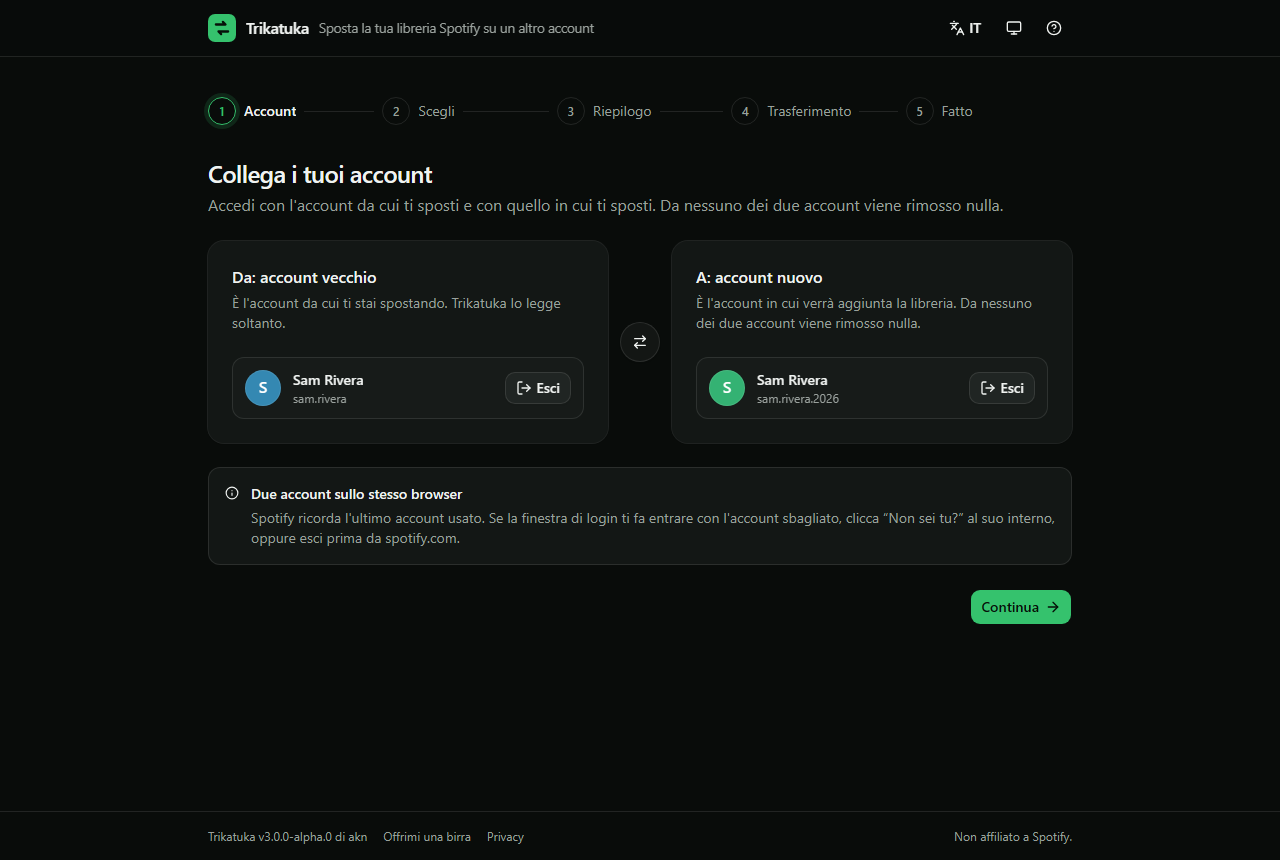 Trikatuka Sposta la tua libreria Spotify su un altro account
IT
1 Account
2 Scegli
3 Riepilogo
4 Trasferimento
5 Fatto
Collega i tuoi account
Accedi con l'account da cui ti sposti e con quello in cui ti sposti. Da nessuno dei due account viene rimosso nulla.
Da: account vecchio
È l'account da cui ti stai spostando. Trikatuka lo legge
soltanto.
S
Sam Rivera
sam.rivera
Esci
A: account nuovo
È l'account in cui verrà aggiunta la libreria. Da nessuno
dei due account viene rimosso nulla.
S
Sam Rivera
sam.rivera.2026
Esci
Due account sullo stesso browser
Spotify ricorda l'ultimo account usato. Se la finestra di login ti fa entrare con l'account sbagliato, clicca “Non sei tu?” al suo interno,
oppure esci prima da spotify.com.
Continua
Trikatuka v3.0.0-alpha.0 di akn
Offrimi una birra
Privacy
Non affiliato a Spotify.